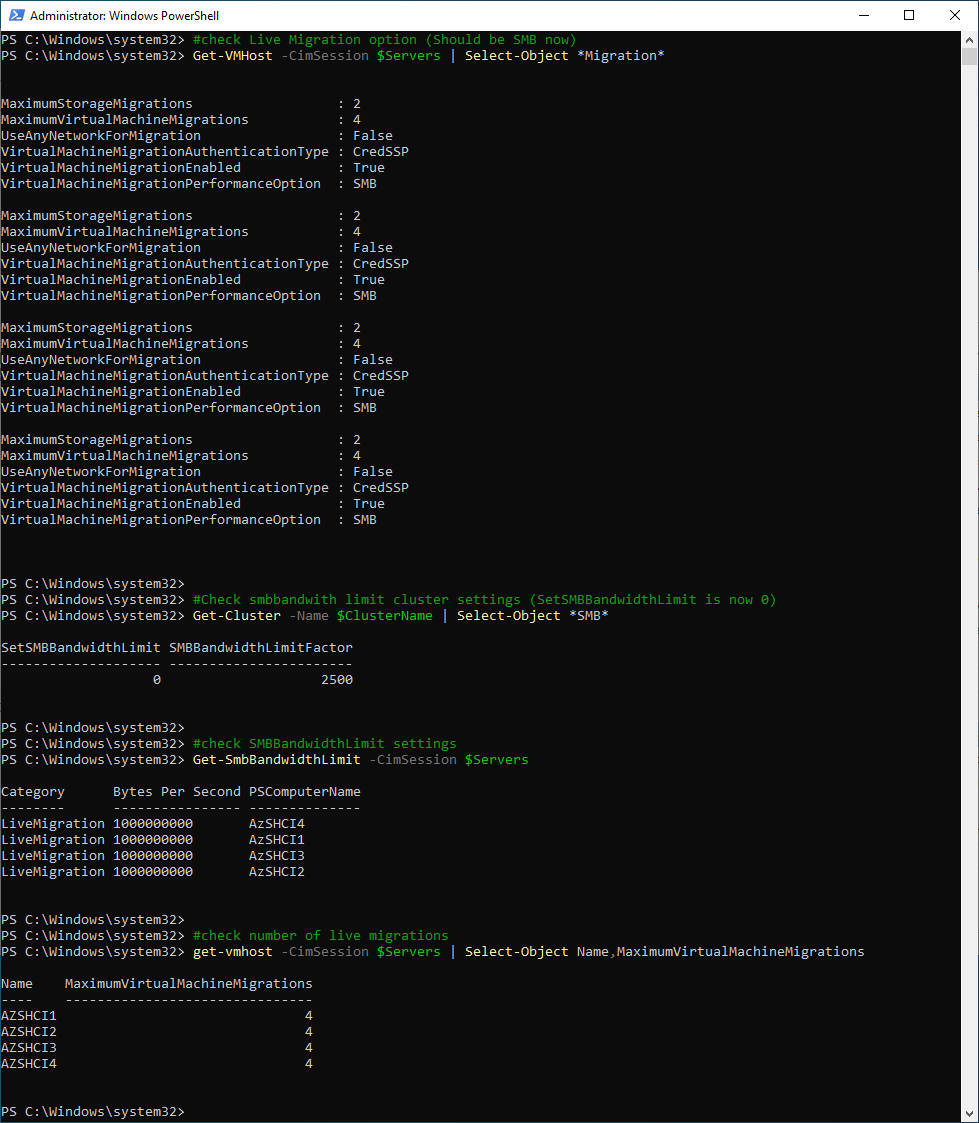 Administrator: Windows PowerShell
PS C:\Windows\system32> #check Live Migration option (Should be SMB now)
PS C:\Windows\system32> Get-VMHost -CimSession $Servers | Select-Object *Migration*
MaximumStorageMigrations                  : 2
MaximumVirtualMachineMigrations           : 4
UseAnyNetworkForMigration                 : False
VirtualMachineMigrationAuthenticationType : CredSSP
VirtualMachineMigrationEnabled            : True
VirtualMachineMigrationPerformanceOption  : SMB
MaximumStorageMigrations                  : 2
MaximumVirtualMachineMigrations           : 4
UseAnyNetworkForMigration                 : False
VirtualMachineMigrationAuthenticationType : CredSSP
VirtualMachineMigrationEnabled            : True
VirtualMachineMigrationPerformanceOption  : SMB
MaximumStorageMigrations                  : 2
MaximumVirtualMachineMigrations           : 4
UseAnyNetworkForMigration                 : False
VirtualMachineMigrationAuthenticationType : CredSSP
VirtualMachineMigrationEnabled            : True
VirtualMachineMigrationPerformanceOption  : SMB
MaximumStorageMigrations                  : 2
MaximumVirtualMachineMigrations           : 4
UseAnyNetworkForMigration                 : False
VirtualMachineMigrationAuthenticationType : CredSSP
VirtualMachineMigrationEnabled            : True
VirtualMachineMigrationPerformanceOption  : SMB
PS C:\Windows\system32>
PS C:\Windows\system32> #Check smbbandwith limit cluster settings (SetSMBBandwidthLimit is now 0)
PS C:\Windows\system32> Get-Cluster -Name $ClusterName | Select-Object *SMB*
SetSMBBandwidthLimit SMBBandwidthLimitFactor
-------------------- -----------------------
                   0                    2500
PS C:\Windows\system32>
PS C:\Windows\system32> #check SMBBandwidthLimit settings
PS C:\Windows\system32> Get-SmbBandwidthLimit -CimSession $Servers
Category      Bytes Per Second PSComputerName
--------      ---------------- --------------
LiveMigration 1000000000       AzSHCI4
LiveMigration 1000000000       AzSHCI1
LiveMigration 1000000000       AzSHCI3
LiveMigration 1000000000       AzSHCI2
PS C:\Windows\system32>
PS C:\Windows\system32> #check number of live migrations
PS C:\Windows\system32> get-vmhost -CimSession $Servers | Select-Object Name,MaximumVirtualMachineMigrations
Name    MaximumVirtualMachineMigrations
----    -------------------------------
AZSHCI1                               4
AZSHCI2                               4
AZSHCI3                               4
AZSHCI4                               4
PS C:\Windows\system32>